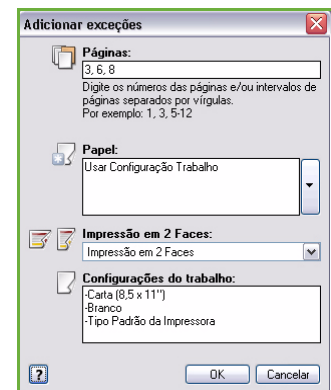 Adicionar exceções
Páginas:
3, 6, 8
Digite os números das páginas e/ou intervalos de
páginas separados por vírgulas.
Por exemplo: 1, 3, 5-12
Papel:
Usar Configuração Trabalho
Impressão em 2 Faces:
Impressão em 2 Faces
Configurações do trabalho:
-Carta (8,5 x 11")
-Branco
-Tipo Padrão da Impressora
? OK Cancelar